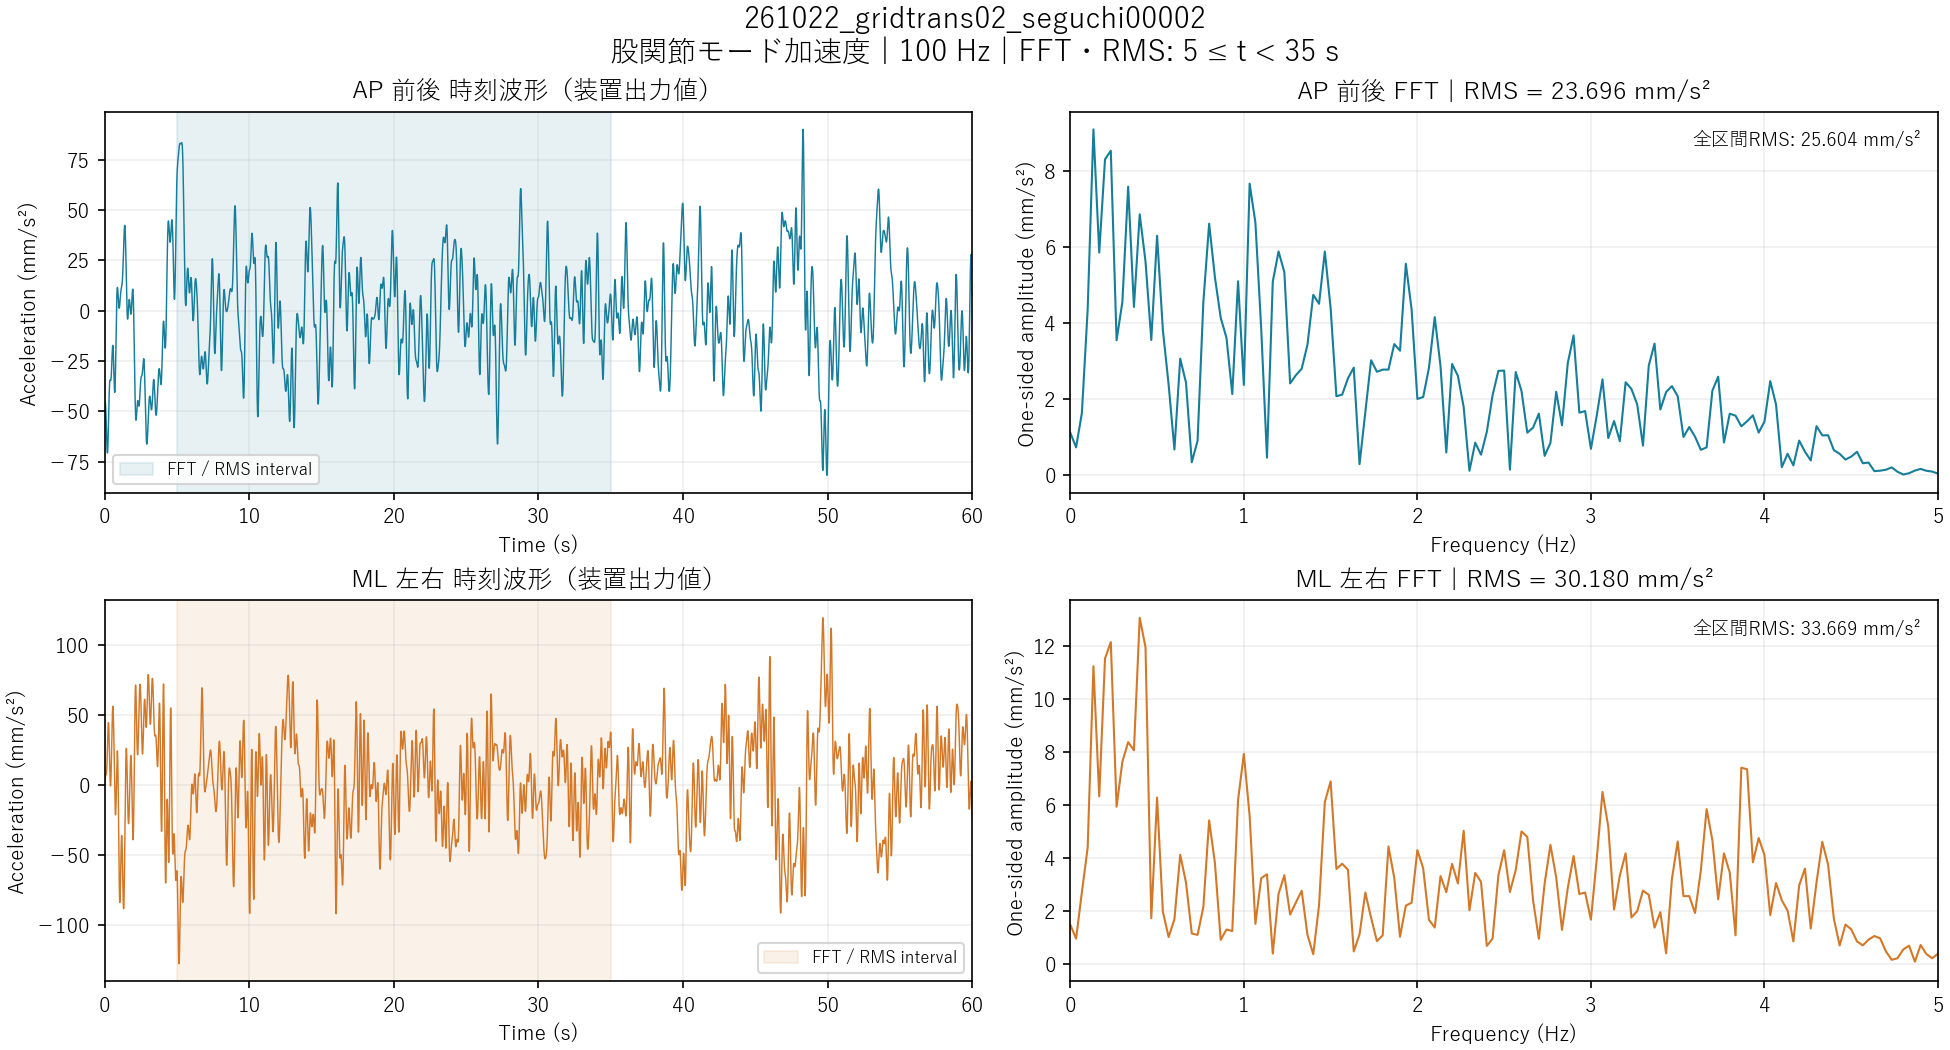 261022_gridtrans02_seguchi00002
股関節モード加速度 | 100 Hz | FFT・RMS: 5 ≤ t < 35 s
AP 前後 時刻波形（装置出力値）
75
50
25
0
−25
−50
−75
Acceleration (mm/s²)
FFT / RMS interval
0 10 20 30 40 50 60
Time (s)
AP 前後 FFT | RMS = 23.696 mm/s²
全区間RMS: 25.604 mm/s²
8
6
4
2
0
One-sided amplitude (mm/s²)
0 1 2 3 4 5
Frequency (Hz)
ML 左右 時刻波形（装置出力値）
100
50
0
−50
−100
Acceleration (mm/s²)
FFT / RMS interval
0 10 20 30 40 50 60
Time (s)
ML 左右 FFT | RMS = 30.180 mm/s²
全区間RMS: 33.669 mm/s²
12
10
8
6
4
2
0
One-sided amplitude (mm/s²)
0 1 2 3 4 5
Frequency (Hz)